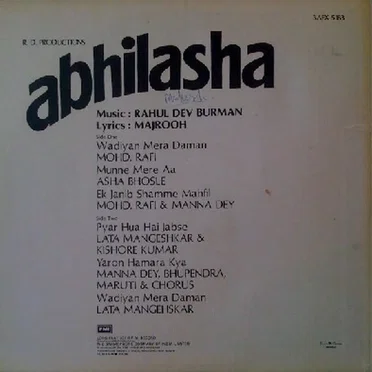 R. D. PRODUCTIONS
abhilasha
Music : RAHUL DEV BURMAN
Lyrics : MAJROOH
Side One
Wadiyan Mera Daman
MOHD. RAFI
Munne Mere Aa
ASHA BHOSLE
Ek Janib Shamme Mahfil
MOHD. RAFI & MANNA DEY
Side Two
Pyar Hua Hai Jabse
LATA MANGESHKAR &
KISHORE KUMAR
Yaron Hamara Kya
MANNA DEY, BHUPENDRA,
MARUTI & CHORUS
Wadiyan Mera Daman
LATA MANGEHSKAR
EMI